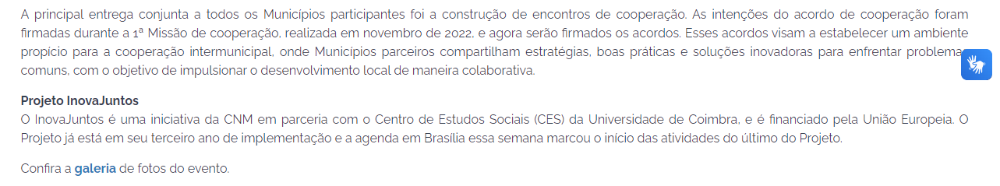 A principal entrega conjunta a todos os Municípios participantes foi a construção de encontros de cooperação. As intenções do acordo de cooperação foram
firmadas durante a 1ª Missão de cooperação, realizada em novembro de 2022, e agora serão firmados os acordos. Esses acordos visam a estabelecer um ambiente
propício para a cooperação intermunicipal, onde Municípios parceiros compartilham estratégias, boas práticas e soluções inovadoras para enfrentar problemas
comuns, com o objetivo de impulsionar o desenvolvimento local de maneira colaborativa.
Projeto InovaJuntos
O InovaJuntos é uma iniciativa da CNM em parceria com o Centro de Estudos Sociais (CES) da Universidade de Coimbra, e é financiado pela União Europeia. O
Projeto já está em seu terceiro ano de implementação e a agenda em Brasília essa semana marcou o início das atividades do último do Projeto.
Confira a galeria de fotos do evento.